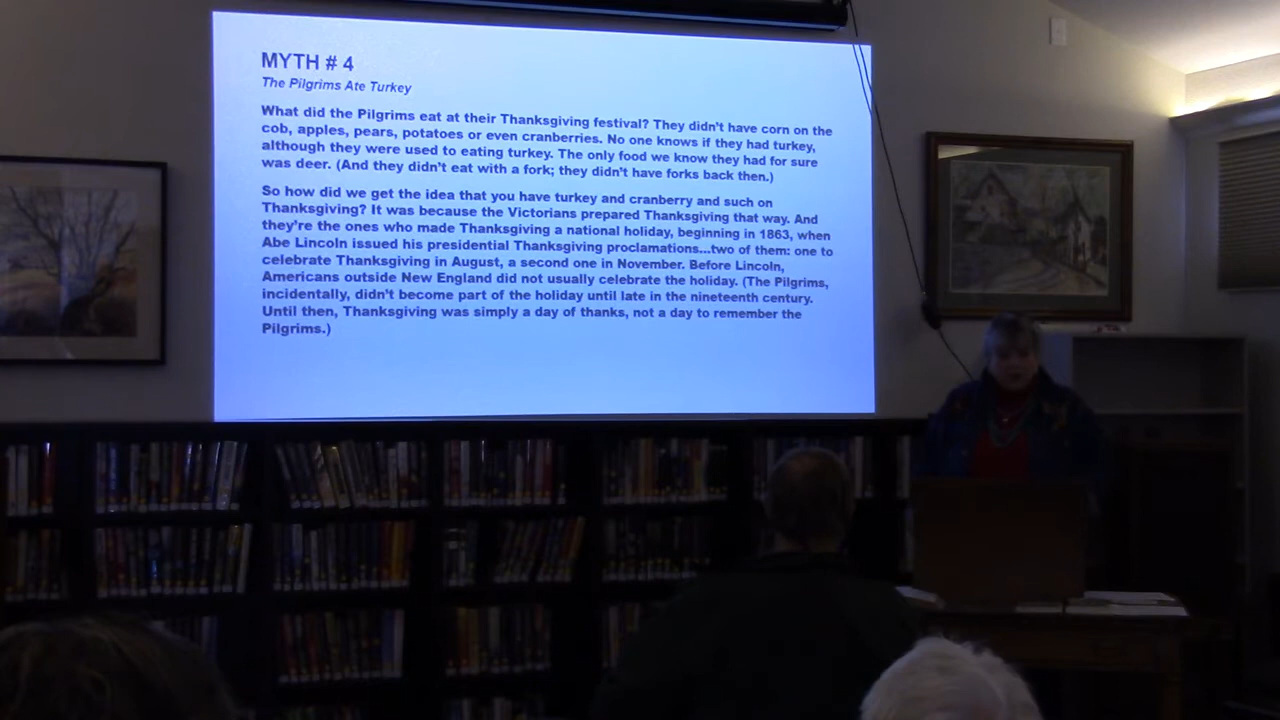 MYTH # 4
The Pilgrims Ate Turkey
What did the Pilgrims eat at their Thanksgiving festival? They didn't have corn on the
cob, apples, pears, potatoes or even cranberries. No one knows if they had turkey,
although they were used to eating turkey. The only food we know they had for sure
was deer. (And they didn't eat with a fork; they didn't have forks back then.)
So how did we get the idea that you have turkey and cranberry and such on
Thanksgiving? It was because the Victorians prepared Thanksgiving that way. And
they're the ones who made Thanksgiving a national holiday, beginning in 1863, when
Abe Lincoln issued his presidential Thanksgiving proclamations...two of them: one to
celebrate Thanksgiving in August, a second one in November. Before Lincoln,
Americans outside New England did not usually celebrate the holiday. (The Pilgrims,
incidentally, didn't become part of the holiday until late in the nineteenth century.
Until then, Thanksgiving was simply a day of thanks, not a day to remember the
Pilgrims.)